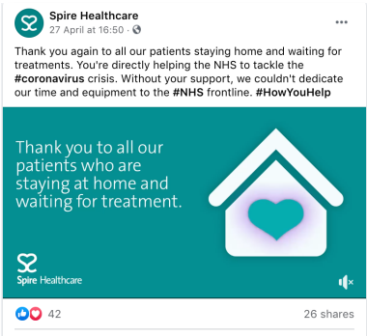 Spire Healthcare
27 April at 16:50 ·
Thank you again to all our patients staying home and waiting for
treatments. You're directly helping the NHS to tackle the
#coronavirus crisis. Without your support, we couldn't dedicate
our time and equipment to the #NHS frontline. #HowYouHelp
Thank you to all our
patients who are
staying at home and
waiting for treatment.
Spire Healthcare
42
26 shares